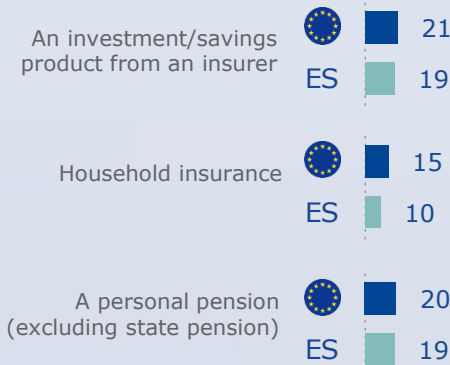 An investment/savings
product from an insurer
21
ES 19
Household insurance
15
ES 10
A personal pension
(excluding state pension)
20
ES 19